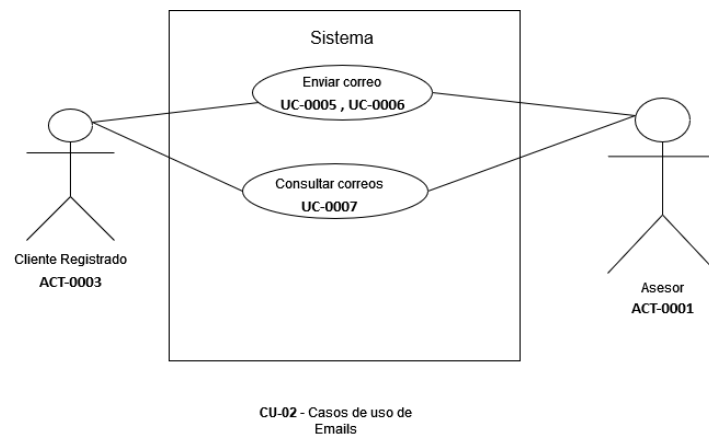 Sistema
Enviar correo
UC-0005 , UC-0006
Consultar correos
UC-0007
Cliente Registrado
ACT-0003
Asesor
ACT-0001
CU-02 - Casos de uso de
Emails